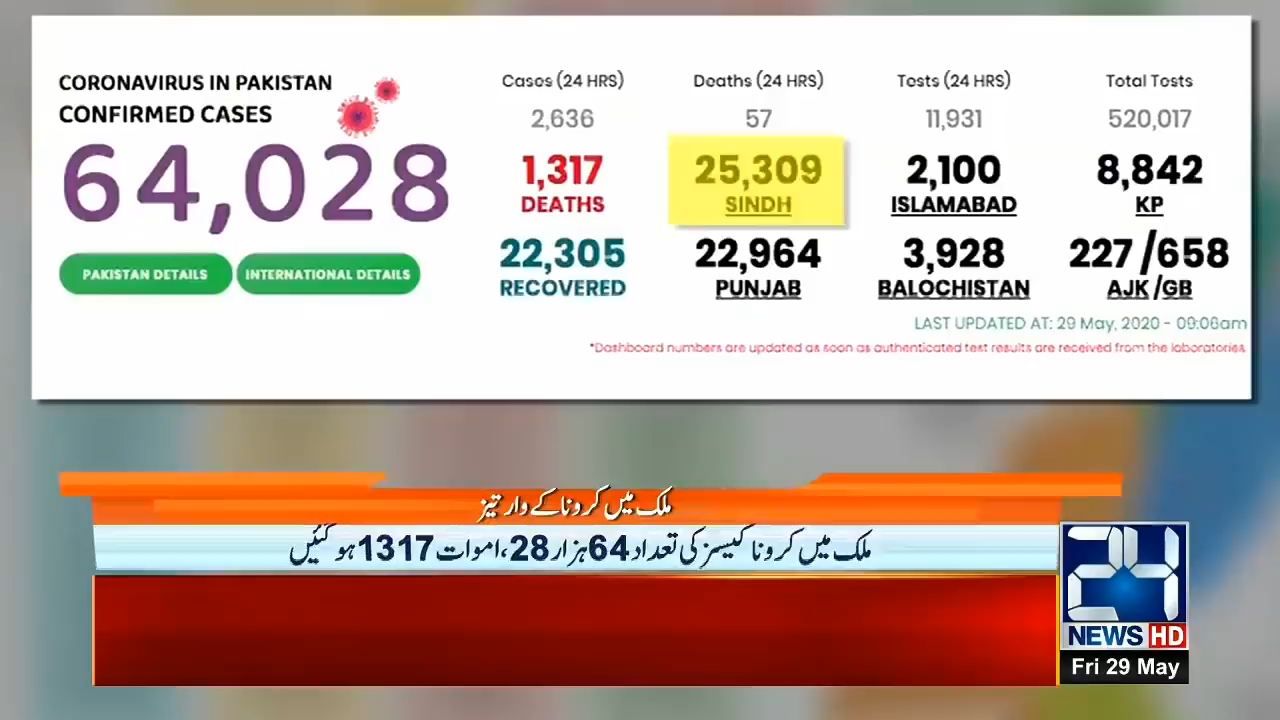 CORONAVIRUS IN PAKISTAN
CONFIRMED CASES
64,028
PAKISTAN DETAILS INTERNATIONAL DETAILS
Cases (24 HRS) Deaths (24 HRS) Tests (24 HRS) Total Tests
2,636 57 11,931 520,017
1,317 25,309 2,100 8,842
DEATHS SINDH ISLAMABAD KP
22,305 22,964 3,928 227/658
RECOVERED PUNJAB BALOCHISTAN AJK/GB
LAST UPDATED AT: 29 May, 2020 - 09:06am
*Dashboard numbers are updated as soon as authenticated test results are received from the laboratories.
ملک میں کرونا کے وار تیز
ملک میں کرونا کیسز کی تعداد 64 ہزار 28، اموات 1317 ہوگئیں
24
NEWS HD
Fri 29 May